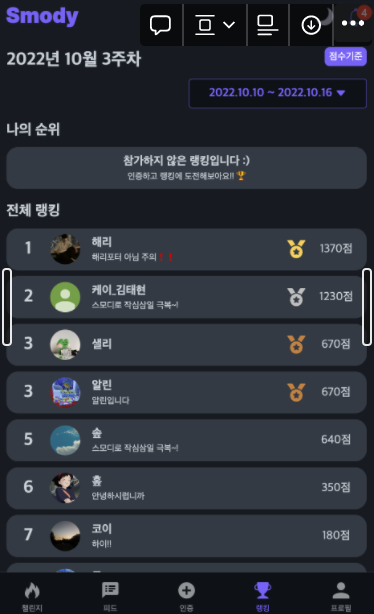 Smody
4
2022년 10월 3주차
점수기준
2022.10.10 ~ 2022.10.16
나의 순위
참가하지 않은 랭킹입니다 :)
인증하고 랭킹에 도전해보아요!! 🏆
전체 랭킹
1
해리
해리포터 아님 주의❗❗
1370점
2
케이_김태현
스모디로 작심삼일 극복~!
1230점
3
샐리
670점
3
알린
알린입니다
670점
5
숲
스모디로 작심삼일 극복~!
640점
6
홒
안녕하시렵니까
350점
7
코이
하이!!
180점
챌린지
피드
인증
랭킹
프로필